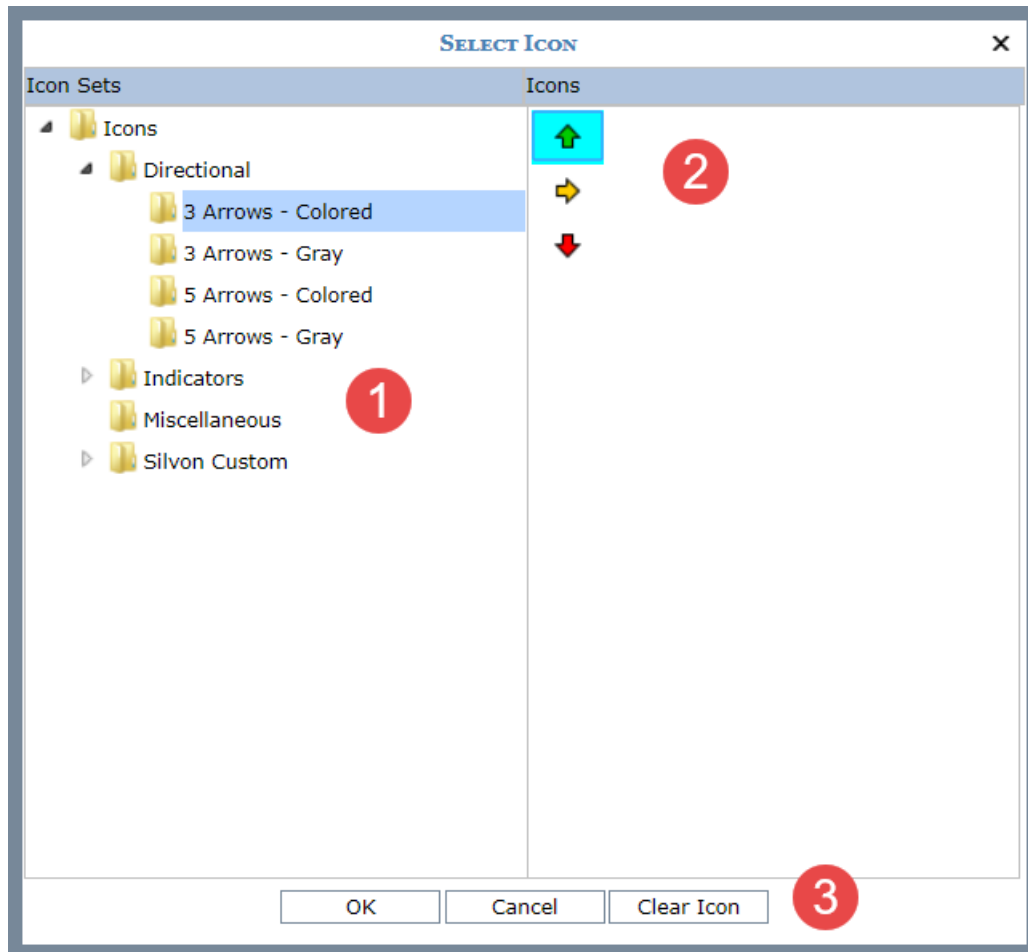 Select Icon
Icon Sets
Icons
Icons
Directional
3 Arrows - Colored
3 Arrows - Gray
5 Arrows - Colored
5 Arrows - Gray
Indicators
Miscellaneous
Silvon Custom
1
2
OK
Cancel
Clear Icon
3